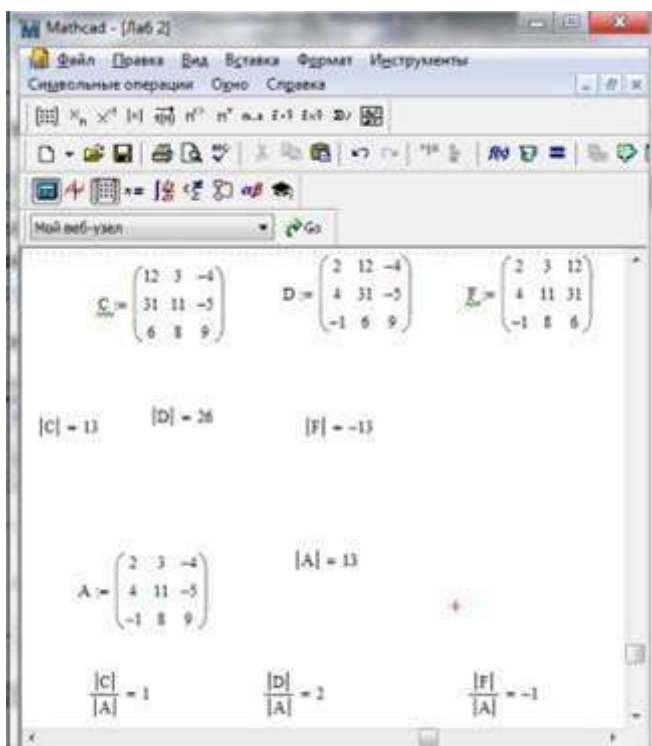 Mathcad - [Лаб 2]
Файл Правка Вид Вставка Формат Инструменты
Символьные операции Окно Справка
Мой веб-узел Go
C := (12 3 -4) D := (2 12 -4) F := (2 3 12)
(31 11 -5) (4 31 -5) (4 11 31)
(6 8 9) (-1 6 9) (-1 8 6)
|C| = 13 |D| = 26 |F| = -13
A := (2 3 -4) |A| = 13
(4 11 -5)
(-1 8 9)
|C| / |A| = 1 |D| / |A| = 2 |F| / |A| = -1